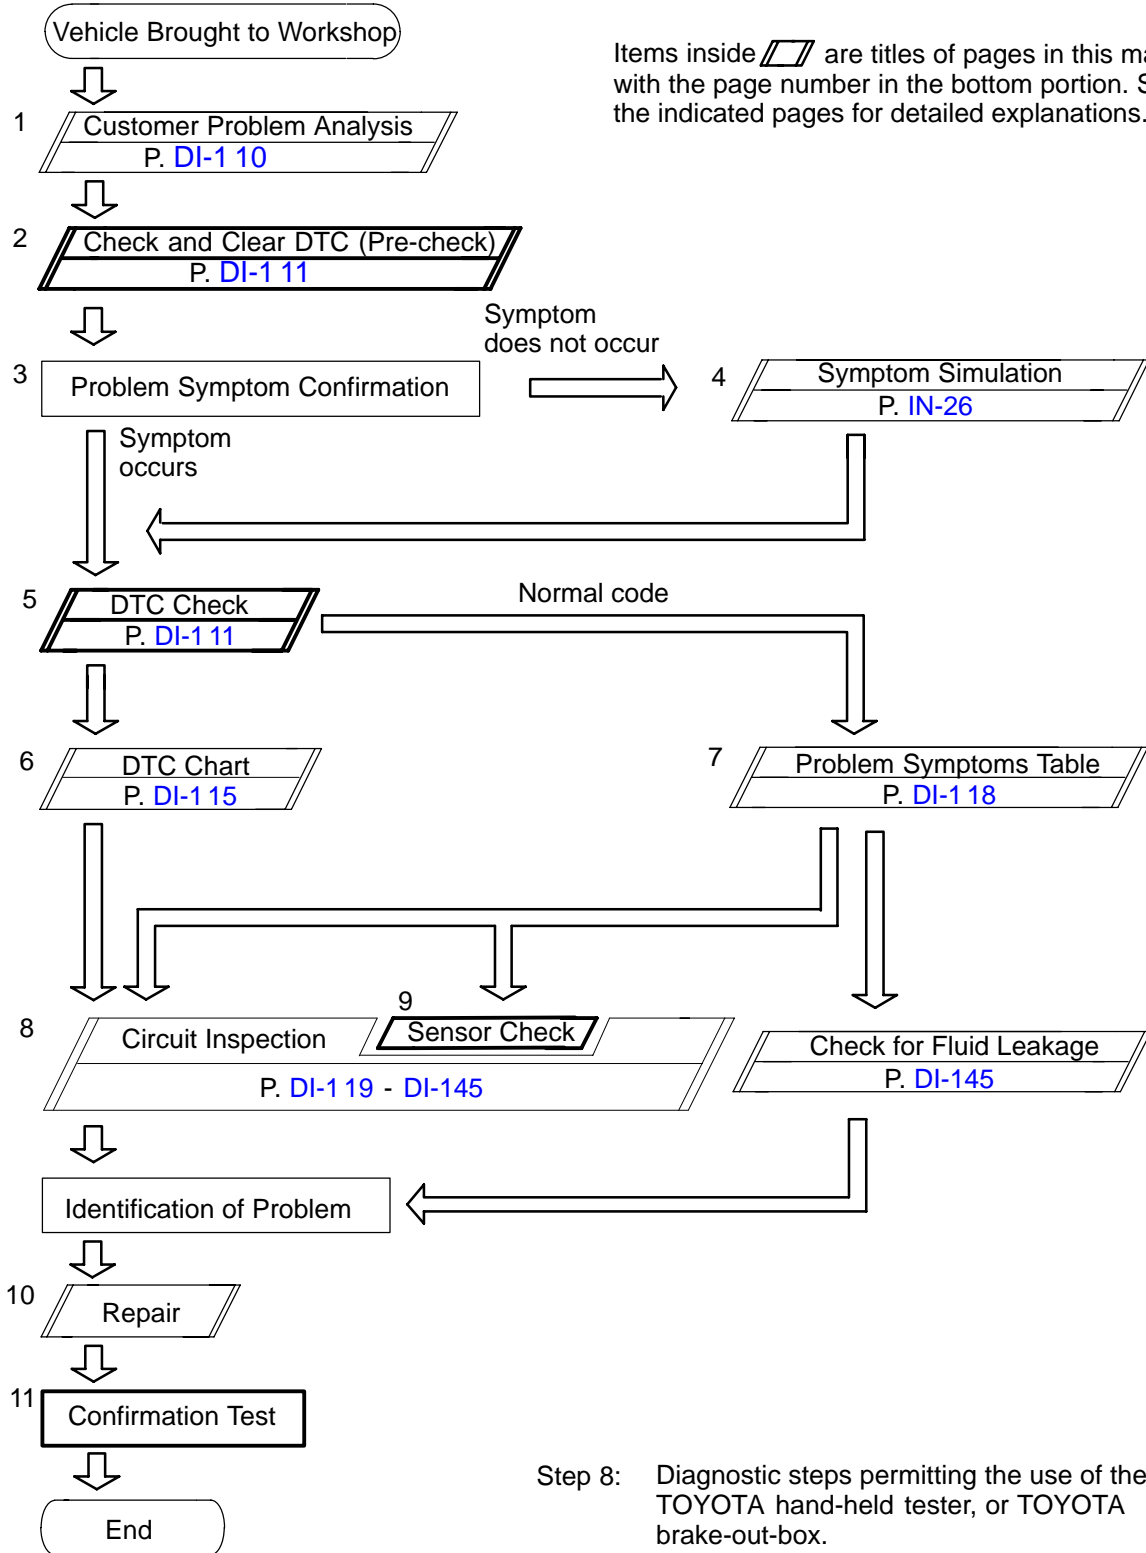 Vehicle Brought to Workshop
Items inside are titles of pages in this
with the page number in the bottom portion.
the indicated pages for detailed explanations.
1
Customer Problem Analysis
P. DI-1 10
2
Check and Clear DTC (Pre-check)
P. DI-1 11
Symptom
does not occur
3
Problem Symptom Confirmation
4
Symptom Simulation
P. IN-26
Symptom
occurs
5
DTC Check
P. DI-1 11
Normal code
6
DTC Chart
P. DI-1 15
7
Problem Symptoms Table
P. DI-1 18
8
Circuit Inspection
9
Sensor Check
P. DI-1 19 - DI-145
Check for Fluid Leakage
P. DI-145
Identification of Problem
10
Repair
11
Confirmation Test
End
Step 8: Diagnostic steps permitting the use of the
TOYOTA hand-held tester, or TOYOTA
brake-out-box.